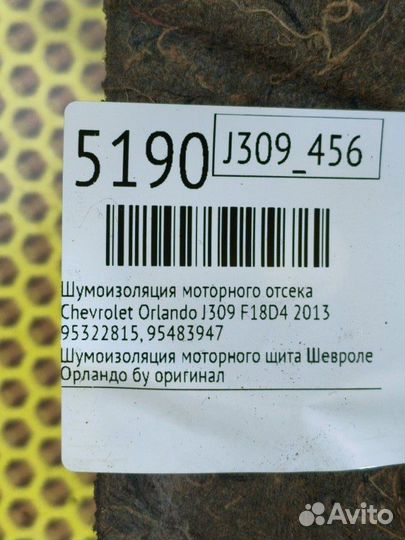 5190
J309_456
Шумоизоляция моторного отсека
Chevrolet Orlando J309 F18D4 2013
95322815, 95483947
Шумоизоляция моторного щита Шевроле
Орландо бу оригинал
Avito